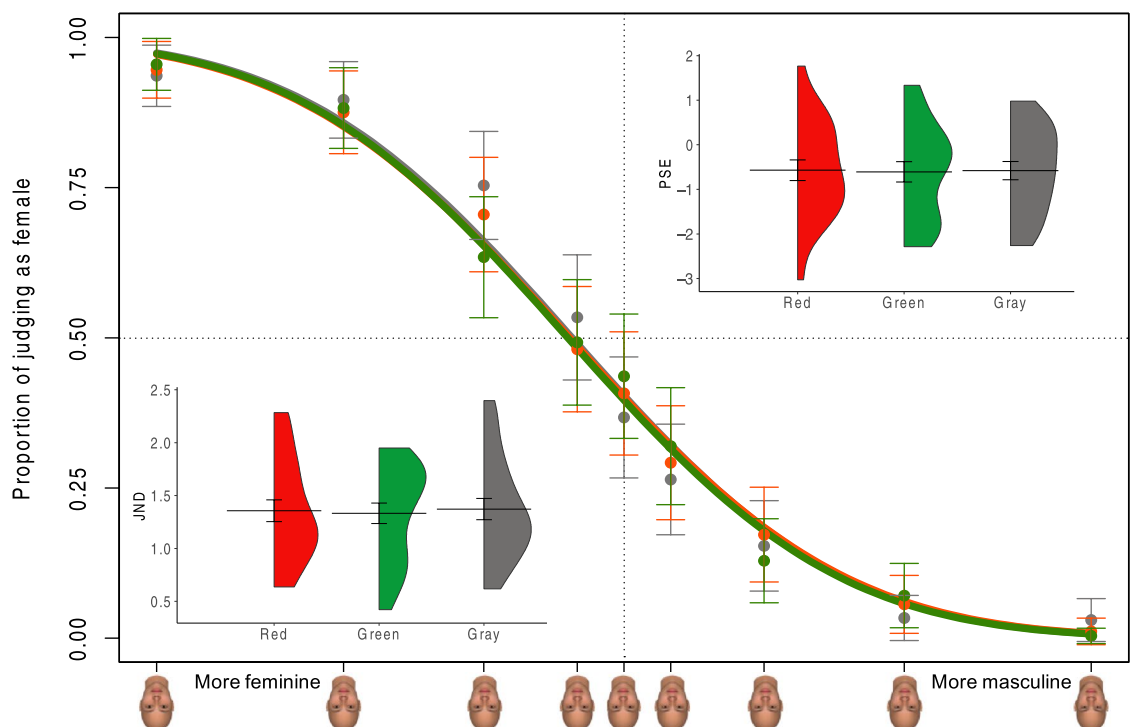 Proportion of judging as female
1.00
0.75
0.50
0.25
0.00
PSE
2
1
0
−1
−2
−3
Red Green Gray
JND
2.5
2.0
1.5
1.0
0.5
Red Green Gray
More feminine More masculine